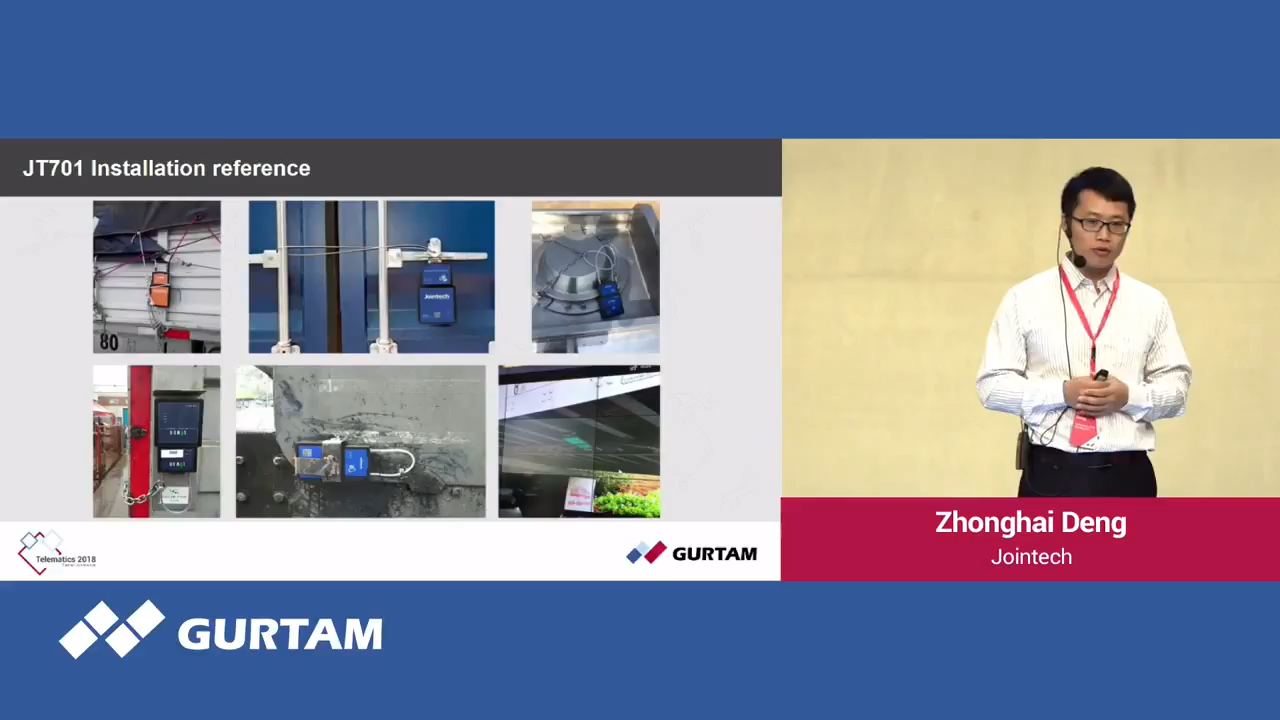 JT701 Installation reference
80
Jointech
Telematics 2018
GURTAM
Zhonghai Deng
Jointech
GURTAM